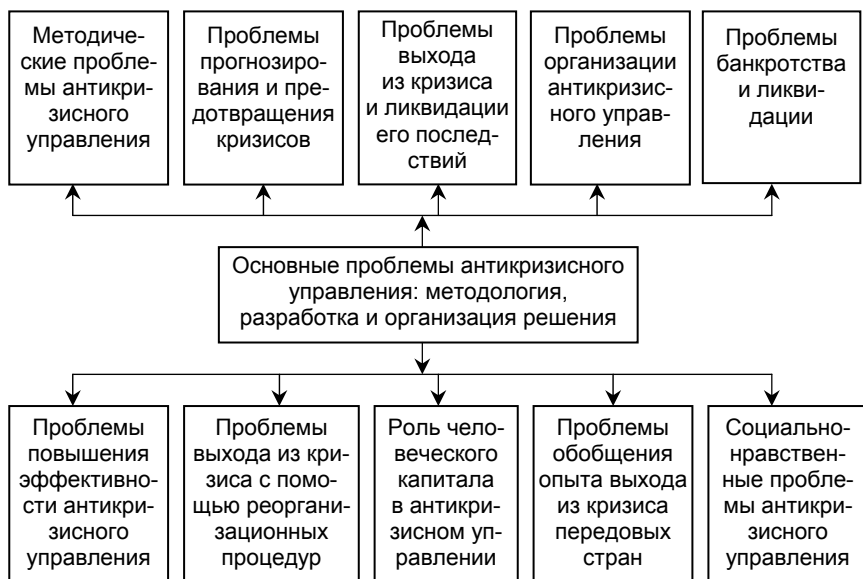 Методиче-
ские пробле-
мы антикри-
зисного
управления
Проблемы
прогнозиро-
вания и пре-
дотвращения
кризисов
Проблемы
выхода
из кризиса
и ликвидации
его послед-
ствий
Проблемы
организации
антикризис-
ного управ-
ления
Проблемы
банкротства
и ликви-
дации
Основные проблемы антикризисного
управления: методология,
разработка и организация решения
Проблемы
повышения
эффективно-
сти антикри-
зисного
управления
Проблемы
выхода из кри-
зиса с помо-
щью реоргани-
зационных
процедур
Роль чело-
веческого
капитала
в антикри-
зисном уп-
равлении
Проблемы
обобщения
опыта выхода
из кризиса
передовых
стран
Социально-
нравствен-
ные пробле-
мы антикри-
зисного
управления